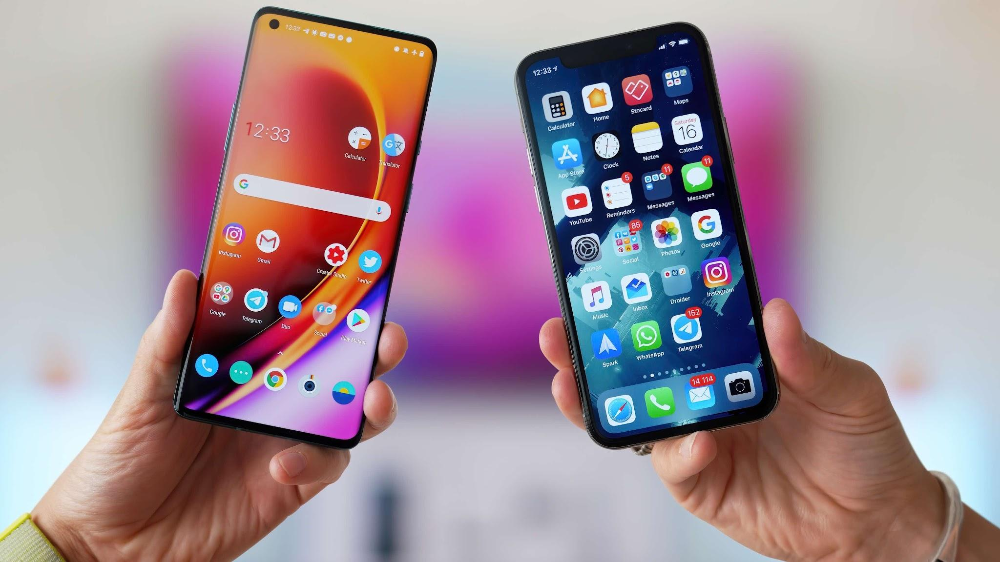 12:33
12:33
Calculator
Translator
Instagram
Gmail
Creator Studio
Twitter
Google
Telegram
Duo
Social
Play Market
12:33
Calculator
Home
Stocard
Maps
App Store
Clock
Notes
Saturday
16
Calendar
YouTube
5
Reminders
11
Messages
11
Messages
Settings
85
Social
Photos
Google
Music
Inbox
Droider
Instagram
Spark
WhatsApp
152
Telegram
14 114